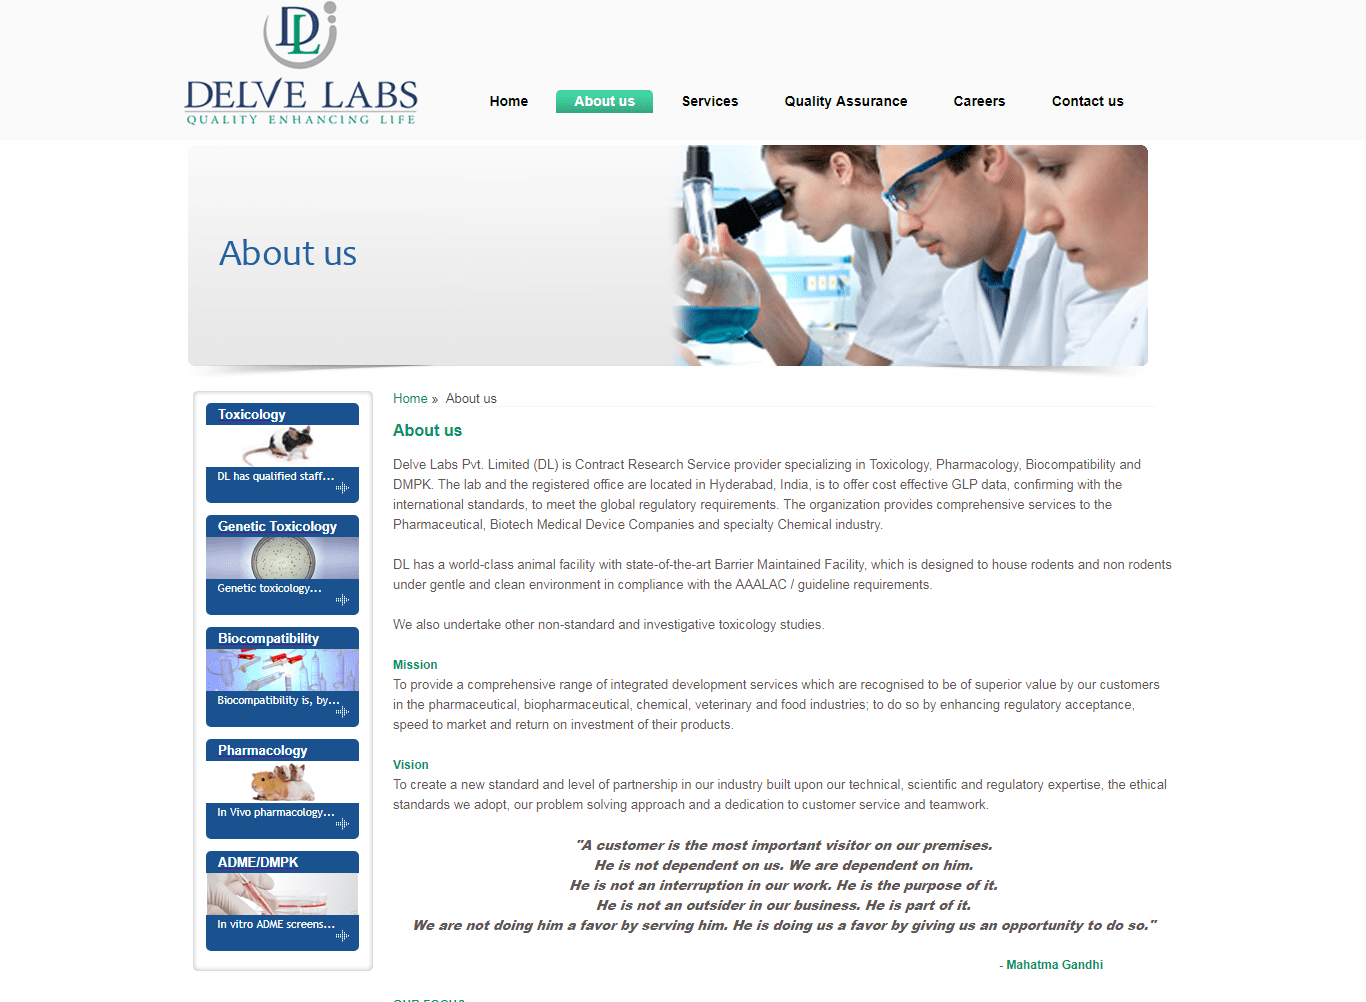 DL
DELVE LABS
QUALITY ENHANCING LIFE
Home
About us
Services
Quality Assurance
Careers
Contact us
About us
Toxicology
DL has qualified staff...
Genetic Toxicology
Genetic toxicology...
Biocompatibility
Biocompatibility is, by...
Pharmacology
In Vivo pharmacology...
ADME/DMPK
In vitro ADME screens...
Home » About us
About us
Delve Labs Pvt. Limited (DL) is Contract Research Service provider specializing in Toxicology, Pharmacology, Biocompatibility and
DMPK. The lab and the registered office are located in Hyderabad, India, is to offer cost effective GLP data, confirming with the
international standards, to meet the global regulatory requirements. The organization provides comprehensive services to the
Pharmaceutical, Biotech Medical Device Companies and specialty Chemical industry.
DL has a world-class animal facility with state-of-the-art Barrier Maintained Facility, which is designed to house rodents and non rodents
under gentle and clean environment in compliance with the AAALAC / guideline requirements.
We also undertake other non-standard and investigative toxicology studies.
Mission
To provide a comprehensive range of integrated development services which are recognised to be of superior value by our customers
in the pharmaceutical, biopharmaceutical, chemical, veterinary and food industries; to do so by enhancing regulatory acceptance,
speed to market and return on investment of their products.
Vision
To create a new standard and level of partnership in our industry built upon our technical, scientific and regulatory expertise, the ethical
standards we adopt, our problem solving approach and a dedication to customer service and teamwork.
"A customer is the most important visitor on our premises.
He is not dependent on us. We are dependent on him.
He is not an interruption in our work. He is the purpose of it.
He is not an outsider in our business. He is part of it.
We are not doing him a favor by serving him. He is doing us a favor by giving us an opportunity to do so."
- Mahatma Gandhi
OUR FOCUS